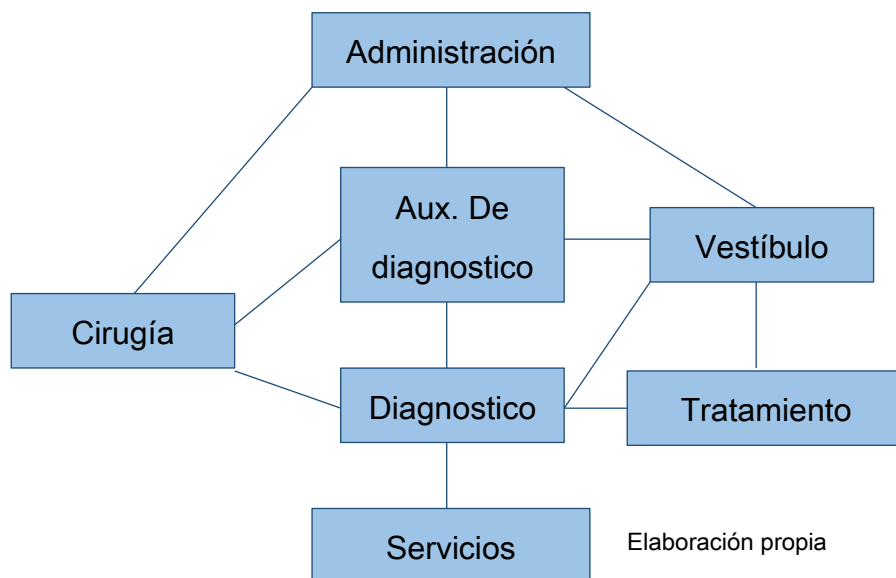 Administración
Aux. De
diagnostico
Vestíbulo
Cirugía
Diagnostico
Tratamiento
Servicios
Elaboración propia